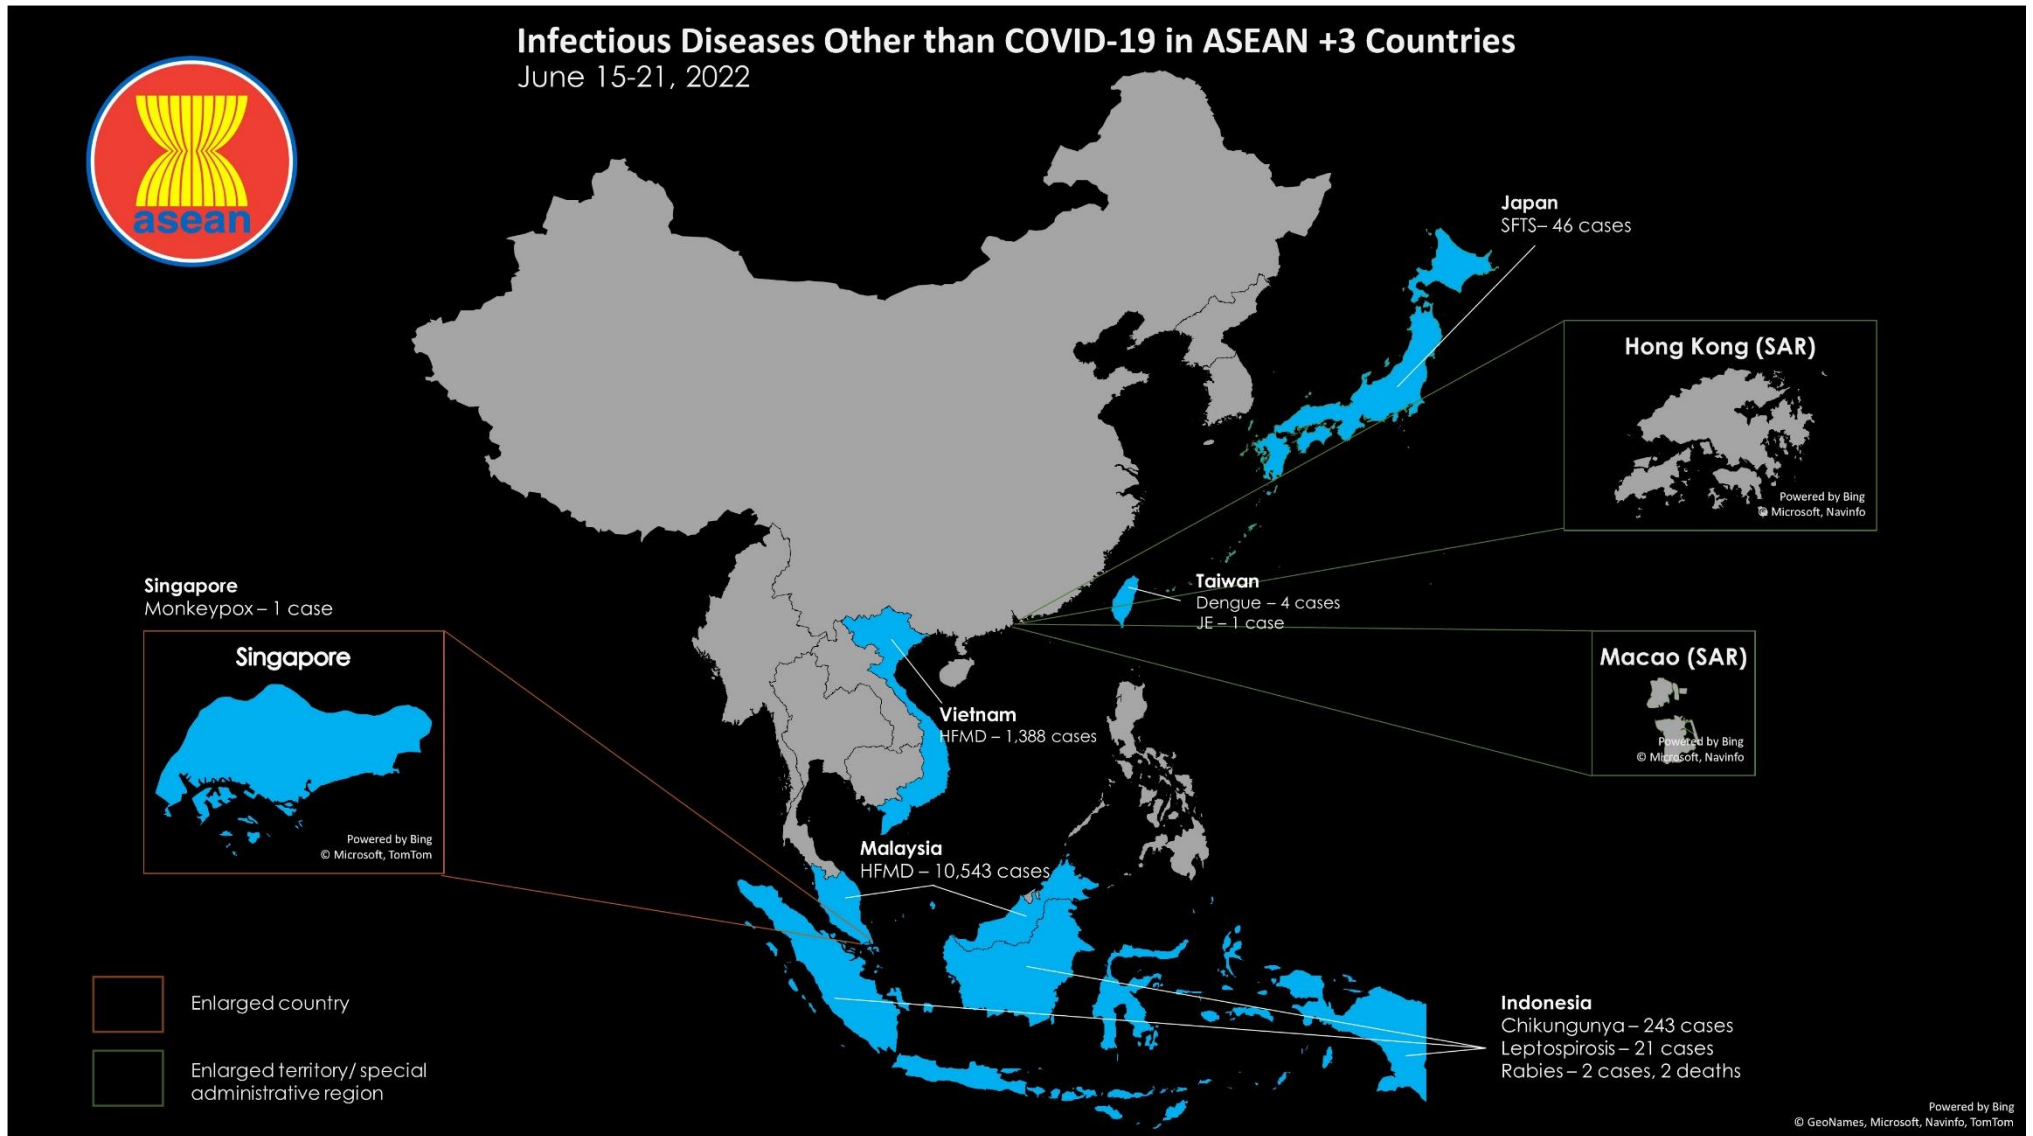 Infectious Diseases Other than COVID-19 in ASEAN +3 Countries
June 15-21, 2022
asean
Japan
SFTS– 46 cases
Hong Kong (SAR)
Powered by Bing
© Microsoft, Navinfo
Singapore
Monkeypox – 1 case
Singapore
Powered by Bing
© Microsoft, TomTom
Taiwan
Dengue – 4 cases
JE – 1 case
Macao (SAR)
Powered by Bing
© Microsoft, Navinfo
Vietnam
HFMD – 1,388 cases
Malaysia
HFMD – 10,543 cases
Enlarged country
Enlarged territory/ special
administrative region
Indonesia
Chikungunya – 243 cases
Leptospirosis – 21 cases
Rabies – 2 cases, 2 deaths
Powered by Bing
© GeoNames, Microsoft, Navinfo, TomTom